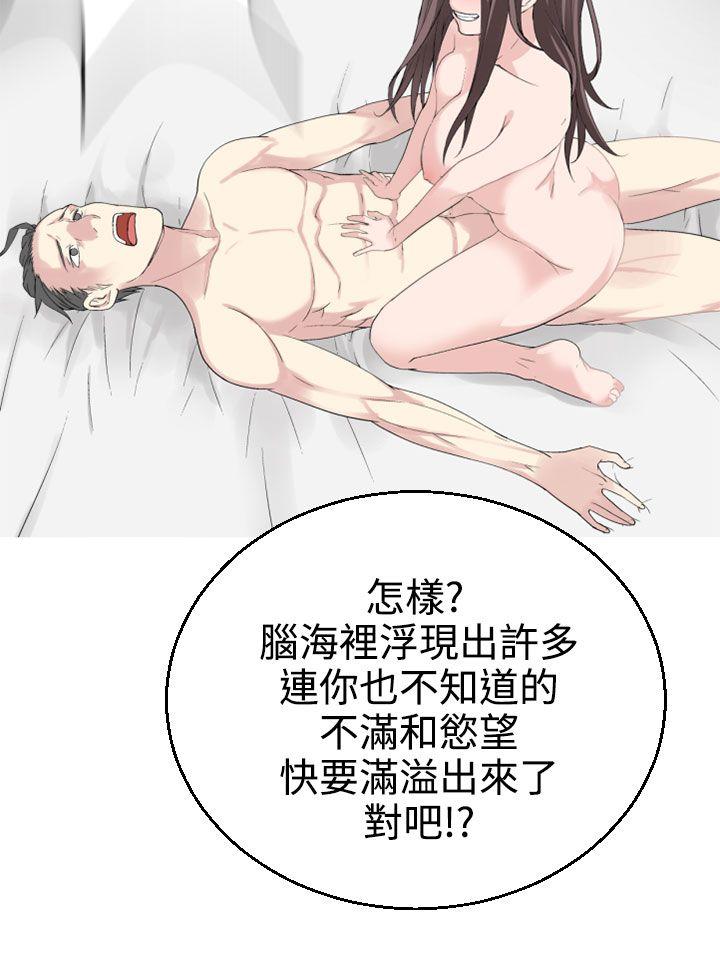 怎樣?
腦海裡浮現出許多
連你也不知道的
不滿和慾望
快要滿溢出來了
對吧!?